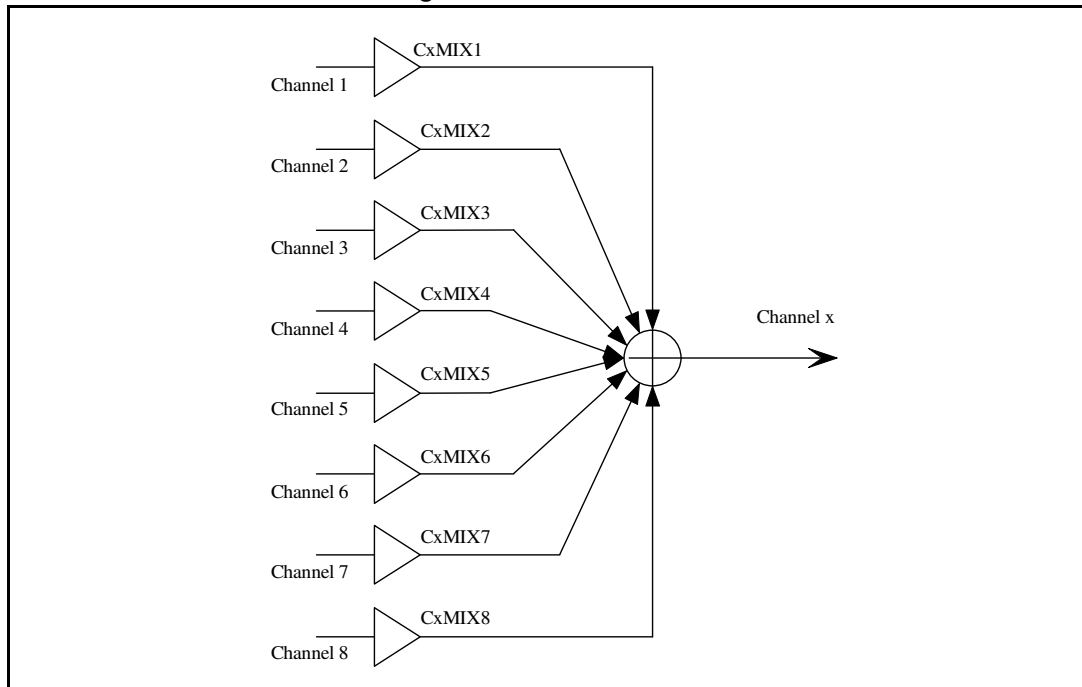 CxMIX1
Channel 1
CxMIX2
Channel 2
CxMIX3
Channel 3
CxMIX4
Channel 4
Channel x
CxMIX5
Channel 5
CxMIX6
Channel 6
CxMIX7
Channel 7
CxMIX8
Channel 8